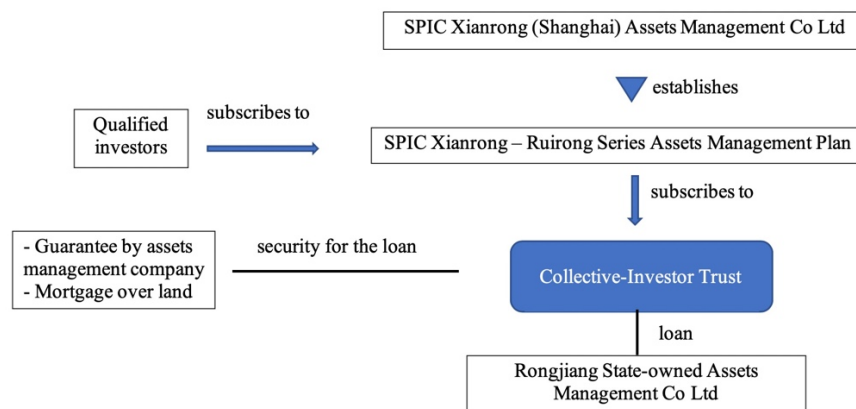 SPIC Xianrong (Shanghai) Assets Management Co Ltd
establishes
subscribes to
Qualified
investors
SPIC Xianrong – Ruirong Series Assets Management Plan
subscribes to
- Guarantee by assets
management company
- Mortgage over land
security for the loan
Collective-Investor Trust
loan
Rongjiang State-owned Assets
Management Co Ltd